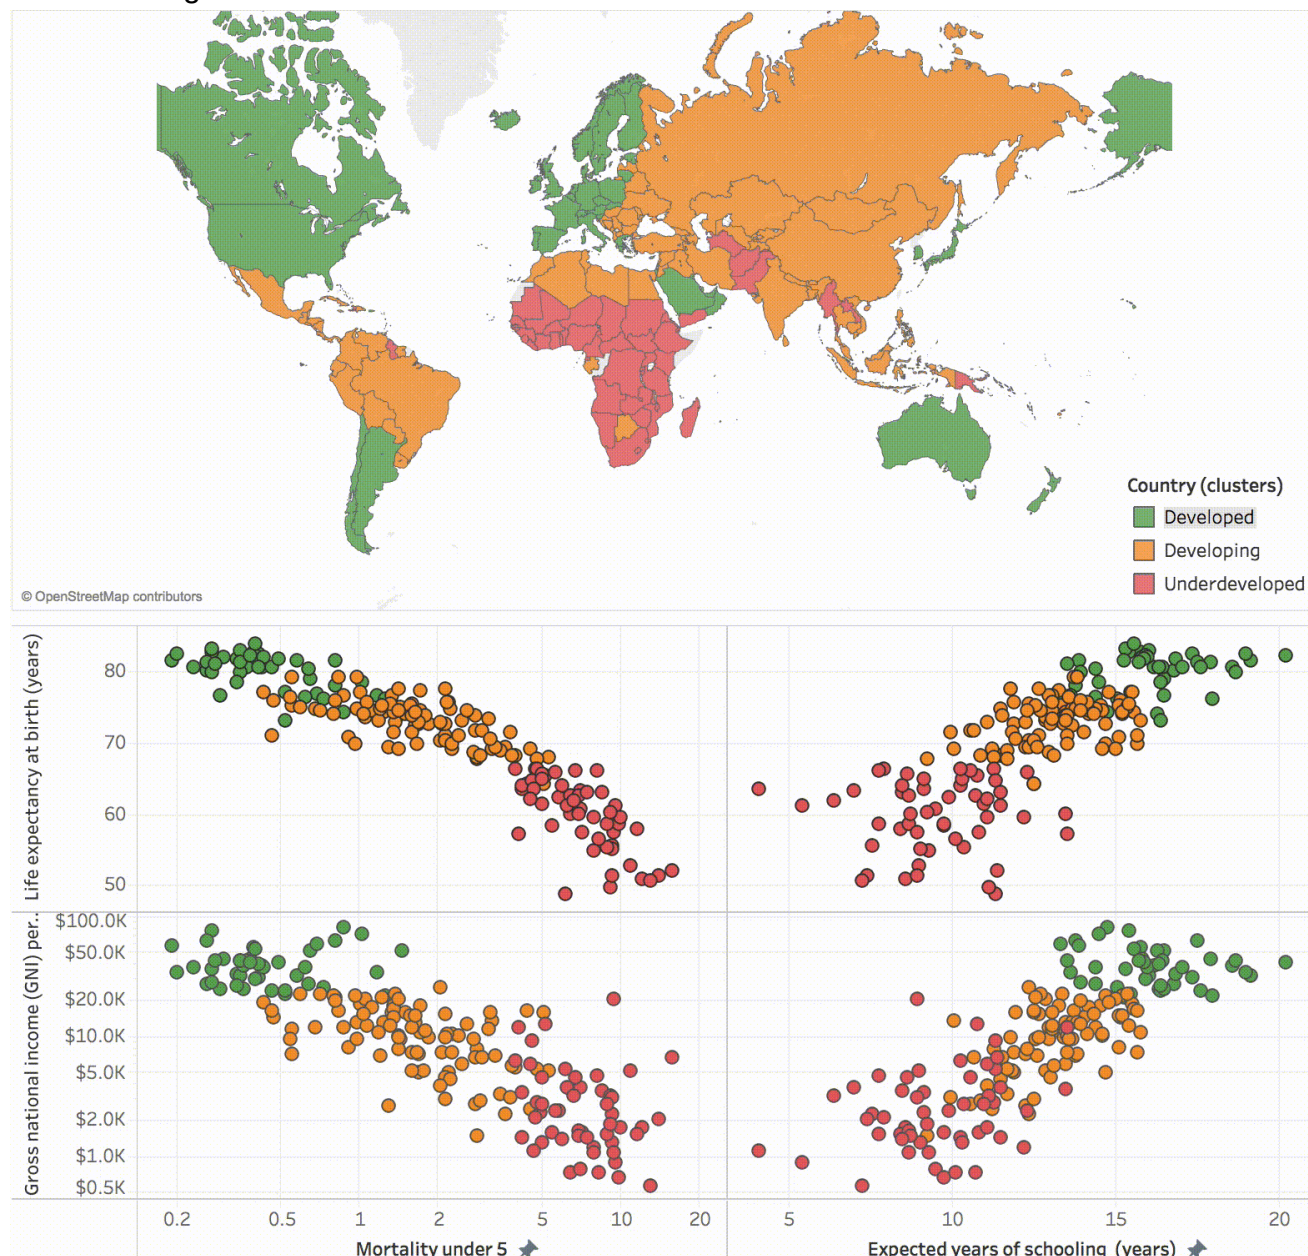 Country (clusters)
Developed
Developing
Underdeveloped
© OpenStreetMap contributors
Life expectancy at birth (years)
80
70
60
50
Gross national income (GNI) per..
$100.0K
$50.0K
$20.0K
$10.0K
$5.0K
$2.0K
$1.0K
$0.5K
0.2 0.5 1 2 5 10 20 5 10 15 20
Mortality under 5 Expected years of schooling (years)